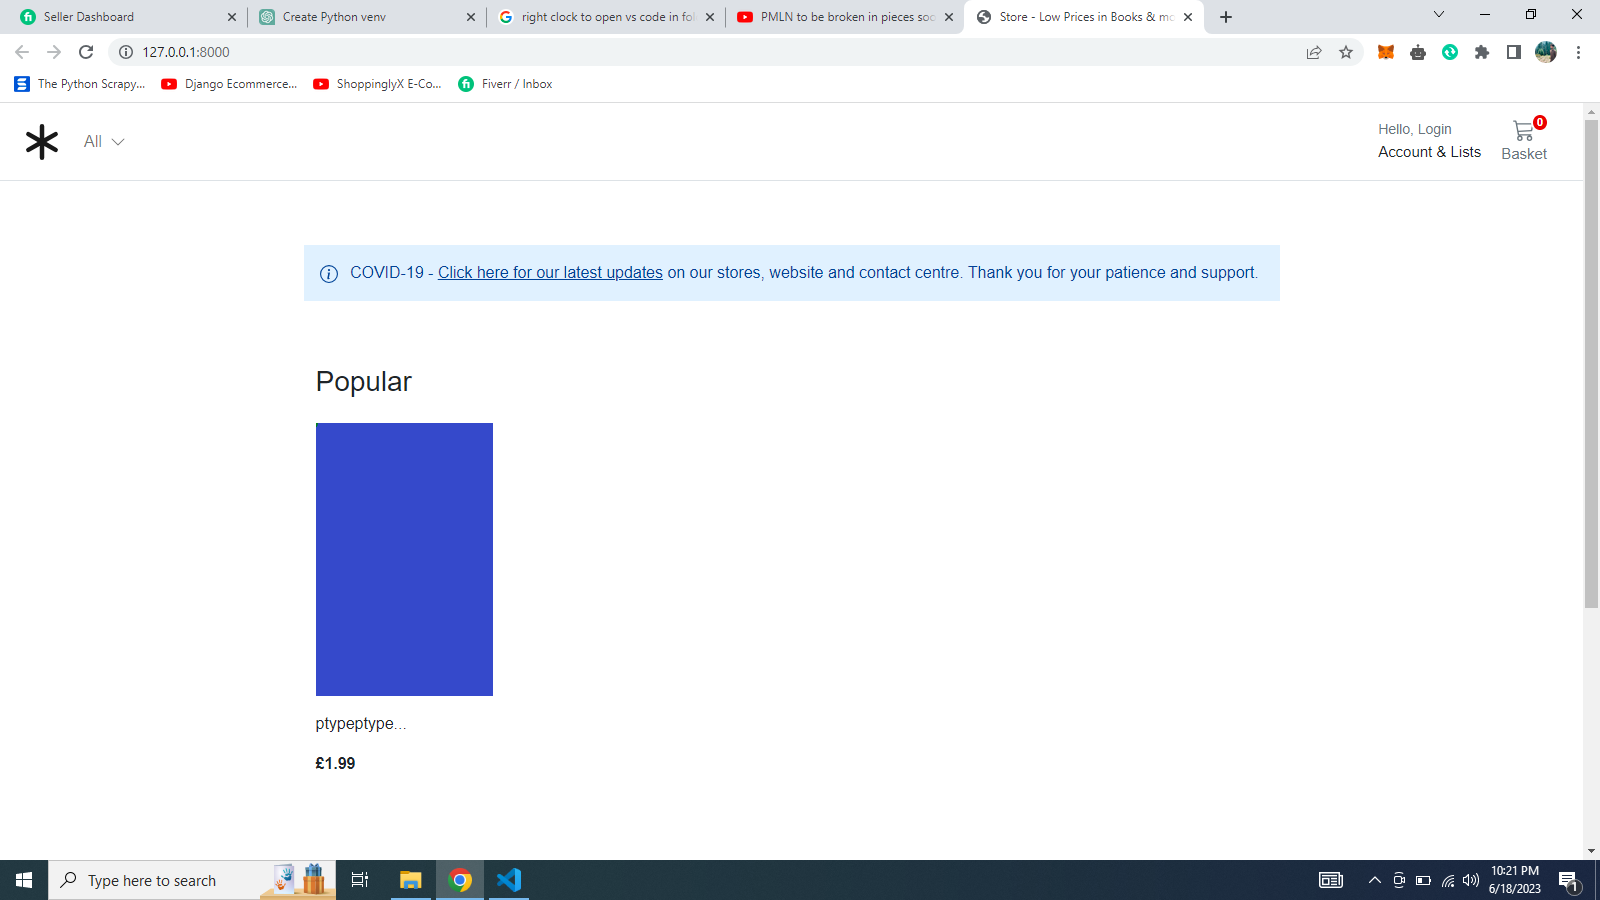 Seller Dashboard
Create Python venv
right clock to open vs code in fol
PMLN to be broken in pieces soo
Store - Low Prices in Books & mo
127.0.0.1:8000
The Python Scrapy...
Django Ecommerce...
ShoppinglyX E-Co...
Fiverr / Inbox
All
Hello, Login
Account & Lists
0
Basket
COVID-19 - Click here for our latest updates on our stores, website and contact centre. Thank you for your patience and support.
Popular
ptypeptype...
£1.99
Type here to search
10:21 PM
6/18/2023
1